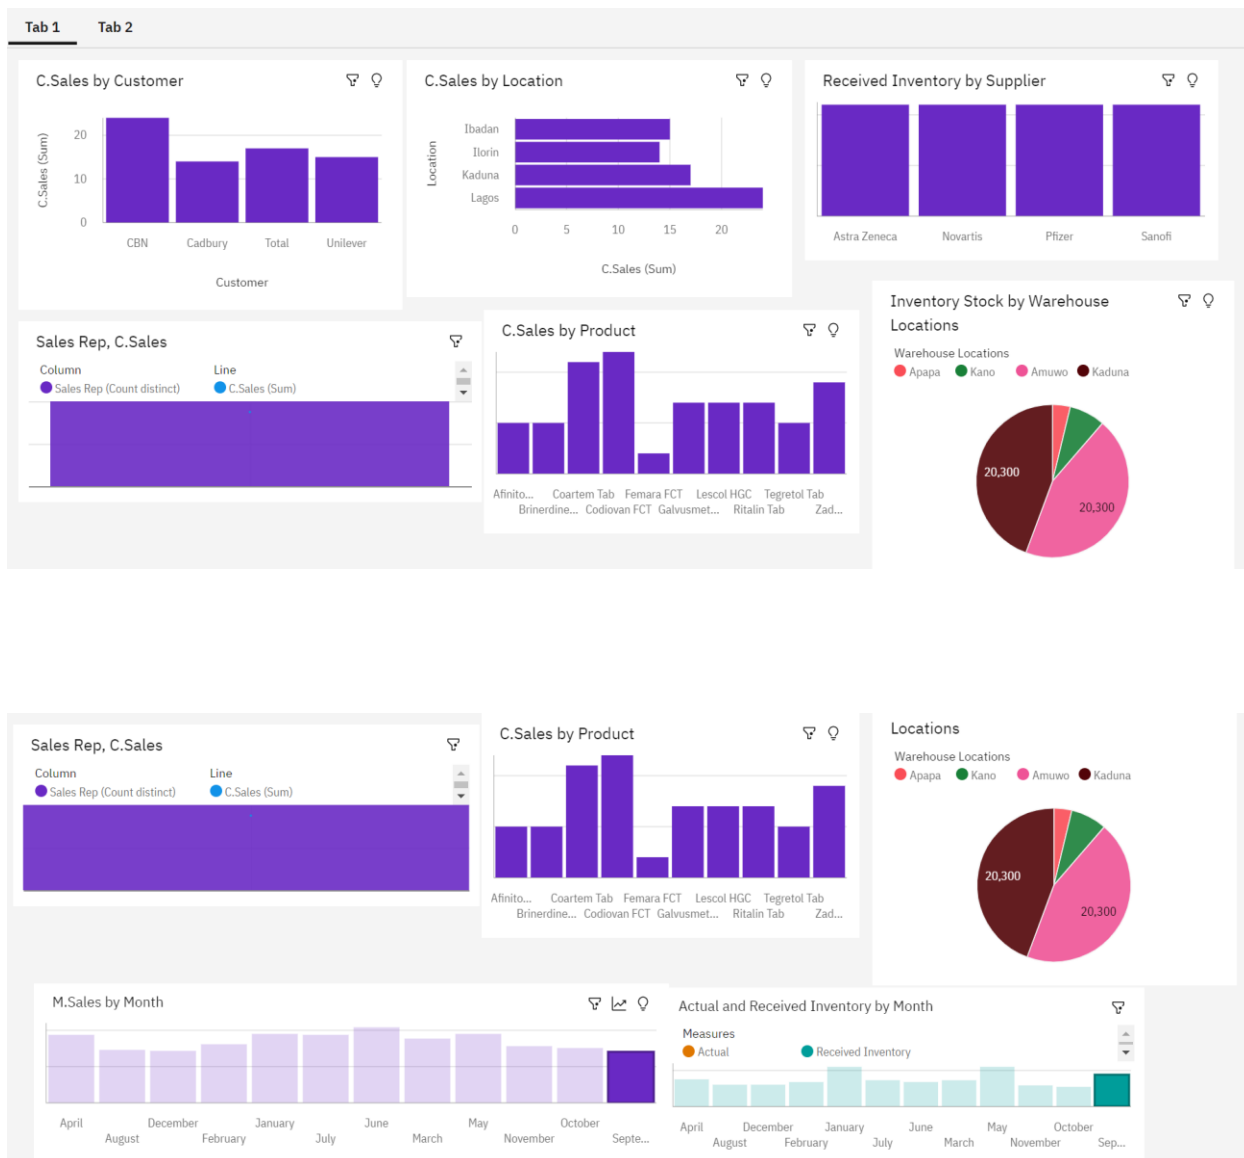 Tab 1
Tab 2
C.Sales by Customer
C.Sales (Sum)
20
10
0
CBN
Cadbury
Total
Unilever
Customer
C.Sales by Location
Location
Ibadan
Ilorin
Kaduna
Lagos
0
5
10
15
20
C.Sales (Sum)
Received Inventory by Supplier
Astra Zeneca
Novartis
Pfizer
Sanofi
Sales Rep, C.Sales
Column
Line
Sales Rep (Count distinct)
C.Sales (Sum)
C.Sales by Product
Afinito...
Coartem Tab
Femara FCT
Lescol HGC
Tegretol Tab
Brinerdine...
Codiovan FCT
Galvusmet...
Ritalin Tab
Zad...
Inventory Stock by Warehouse
Locations
Warehouse Locations
Apapa
Kano
Amuwo
Kaduna
20,300
20,300
Sales Rep, C.Sales
Column
Line
Sales Rep (Count distinct)
C.Sales (Sum)
C.Sales by Product
Afinito...
Coartem Tab
Femara FCT
Lescol HGC
Tegretol Tab
Brinerdine...
Codiovan FCT
Galvusmet...
Ritalin Tab
Zad...
Locations
Warehouse Locations
Apapa
Kano
Amuwo
Kaduna
20,300
20,300
M.Sales by Month
April
December
January
June
May
October
August
February
July
March
November
Septe...
Actual and Received Inventory by Month
Measures
Actual
Received Inventory
April
December
January
June
May
October
August
February
July
March
November
Sep...